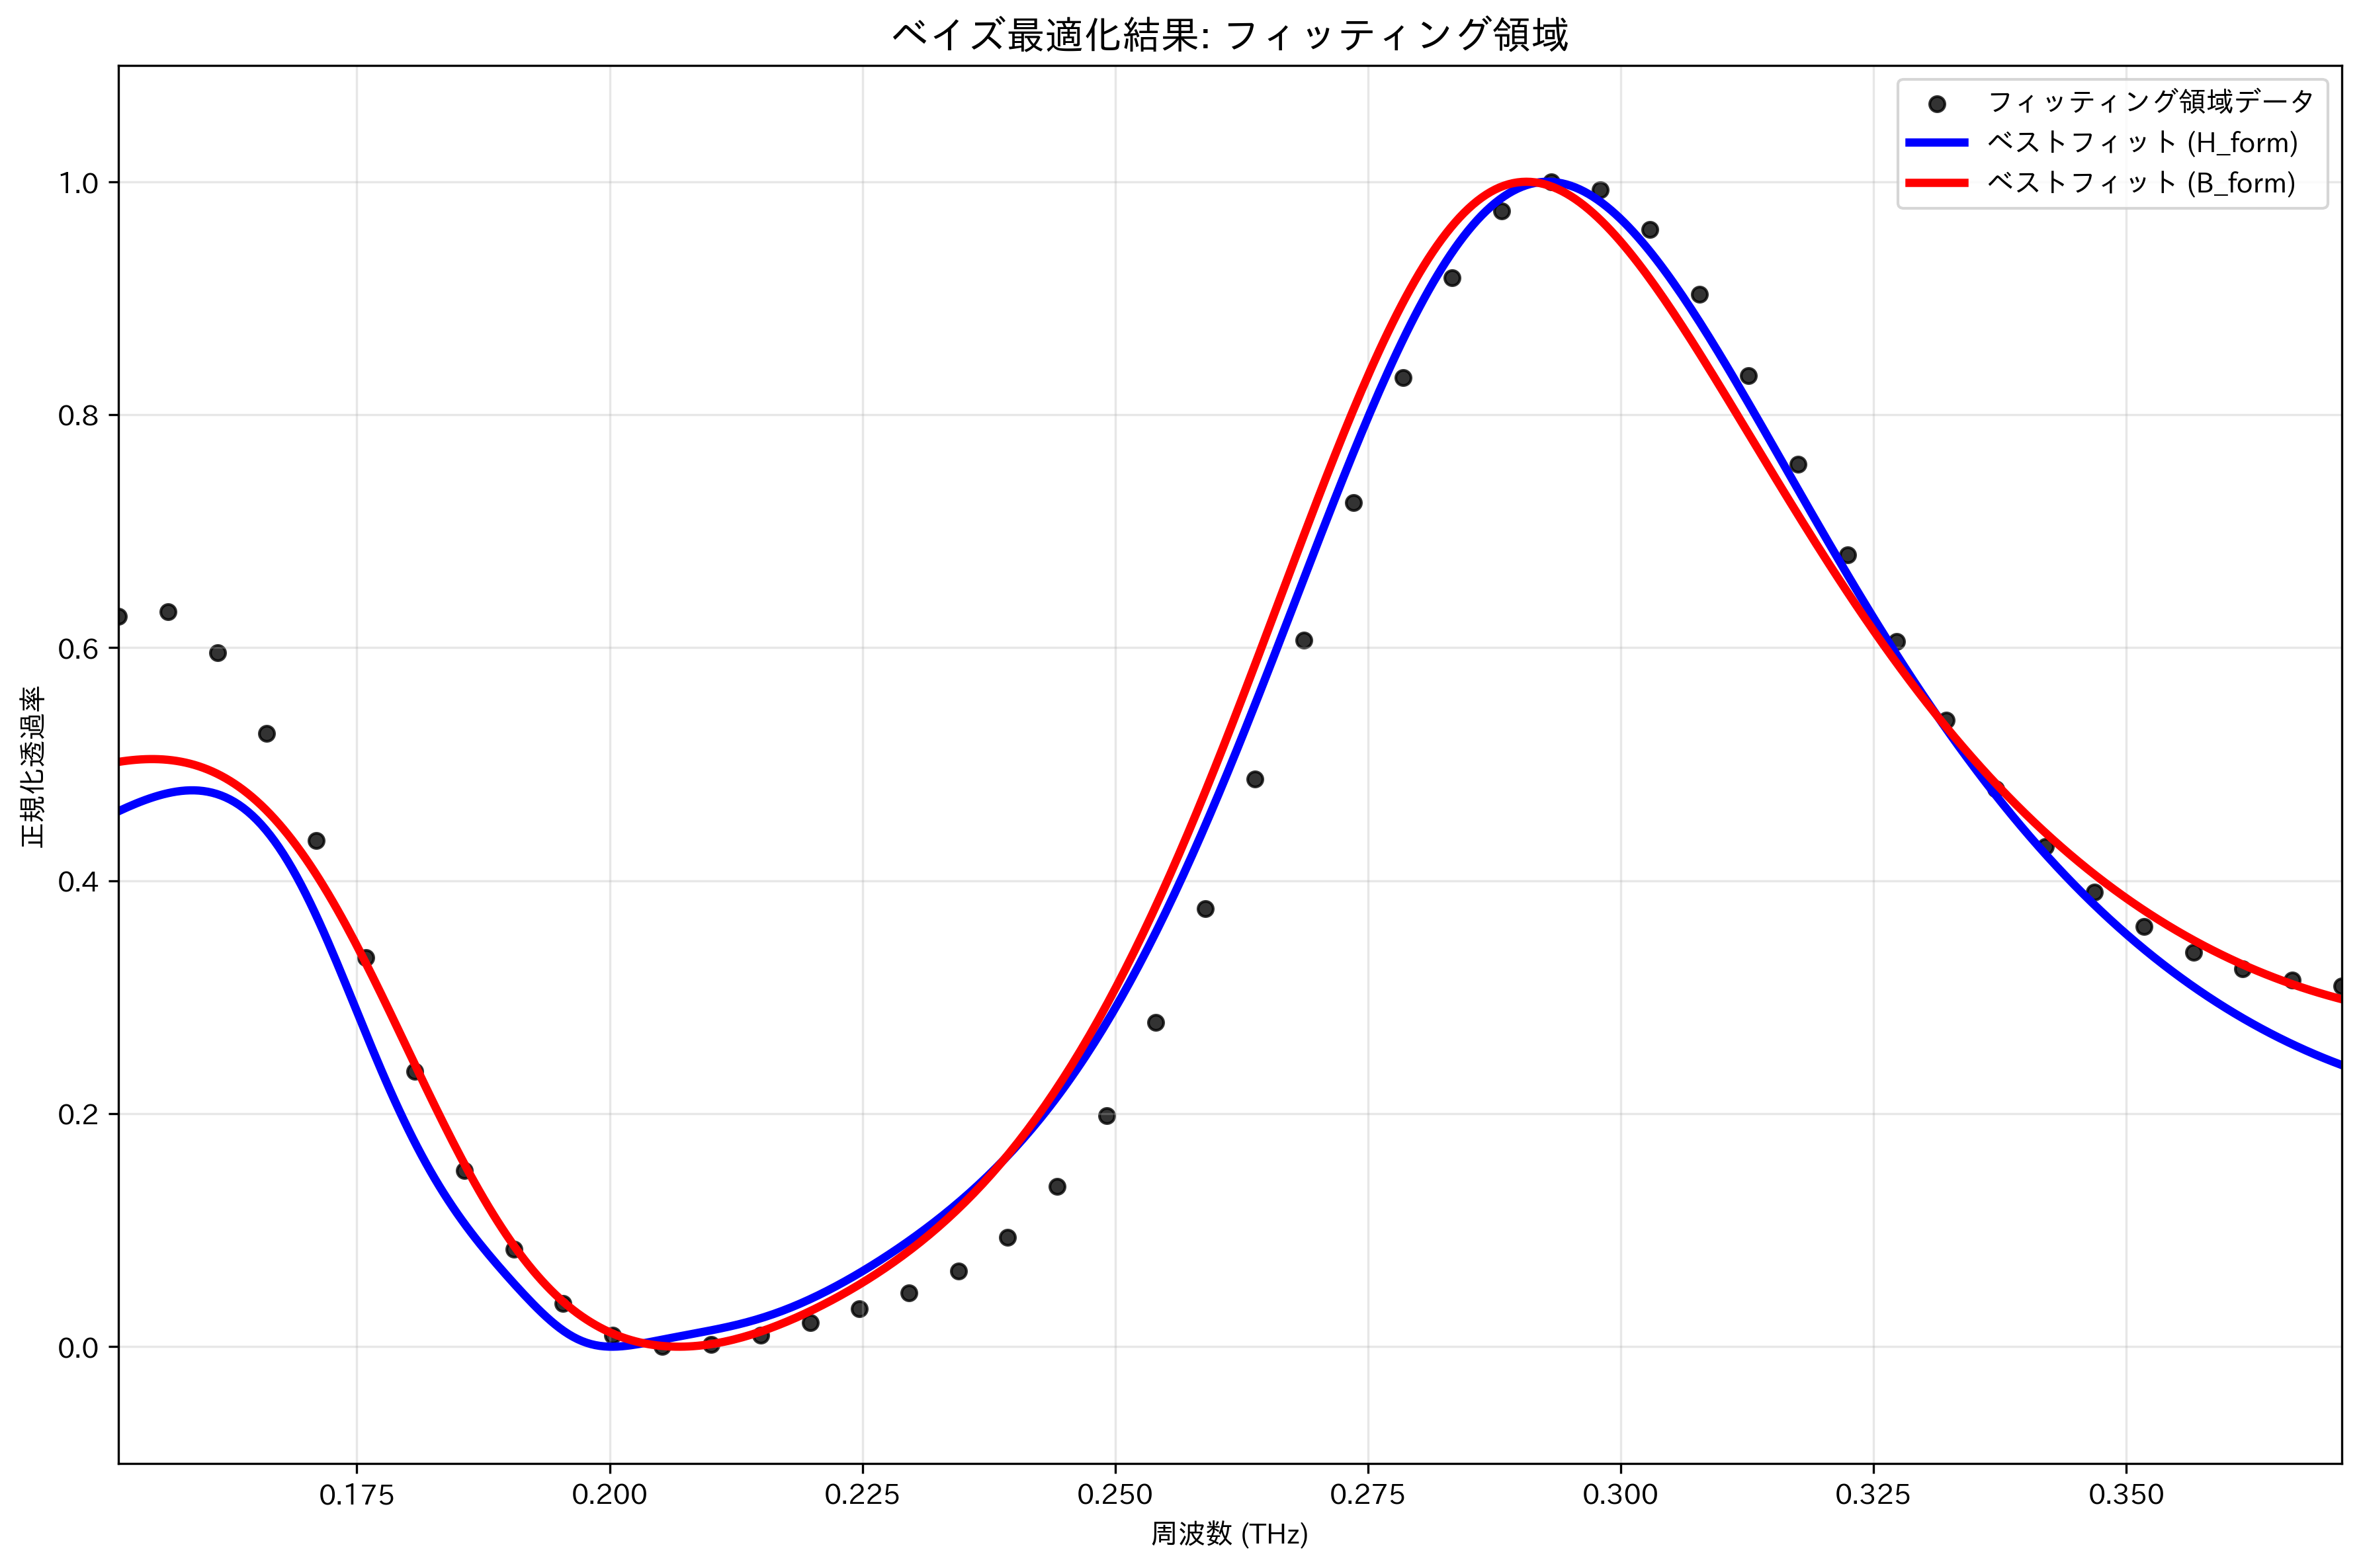 ベイズ最適化結果: フィッティング領域
フィッティング領域データ
ベストフィット (H_form)
ベストフィット (B_form)
正規化透過率
1.0
0.8
0.6
0.4
0.2
0.0
0.175
0.200
0.225
0.250
0.275
0.300
0.325
0.350
周波数 (THz)